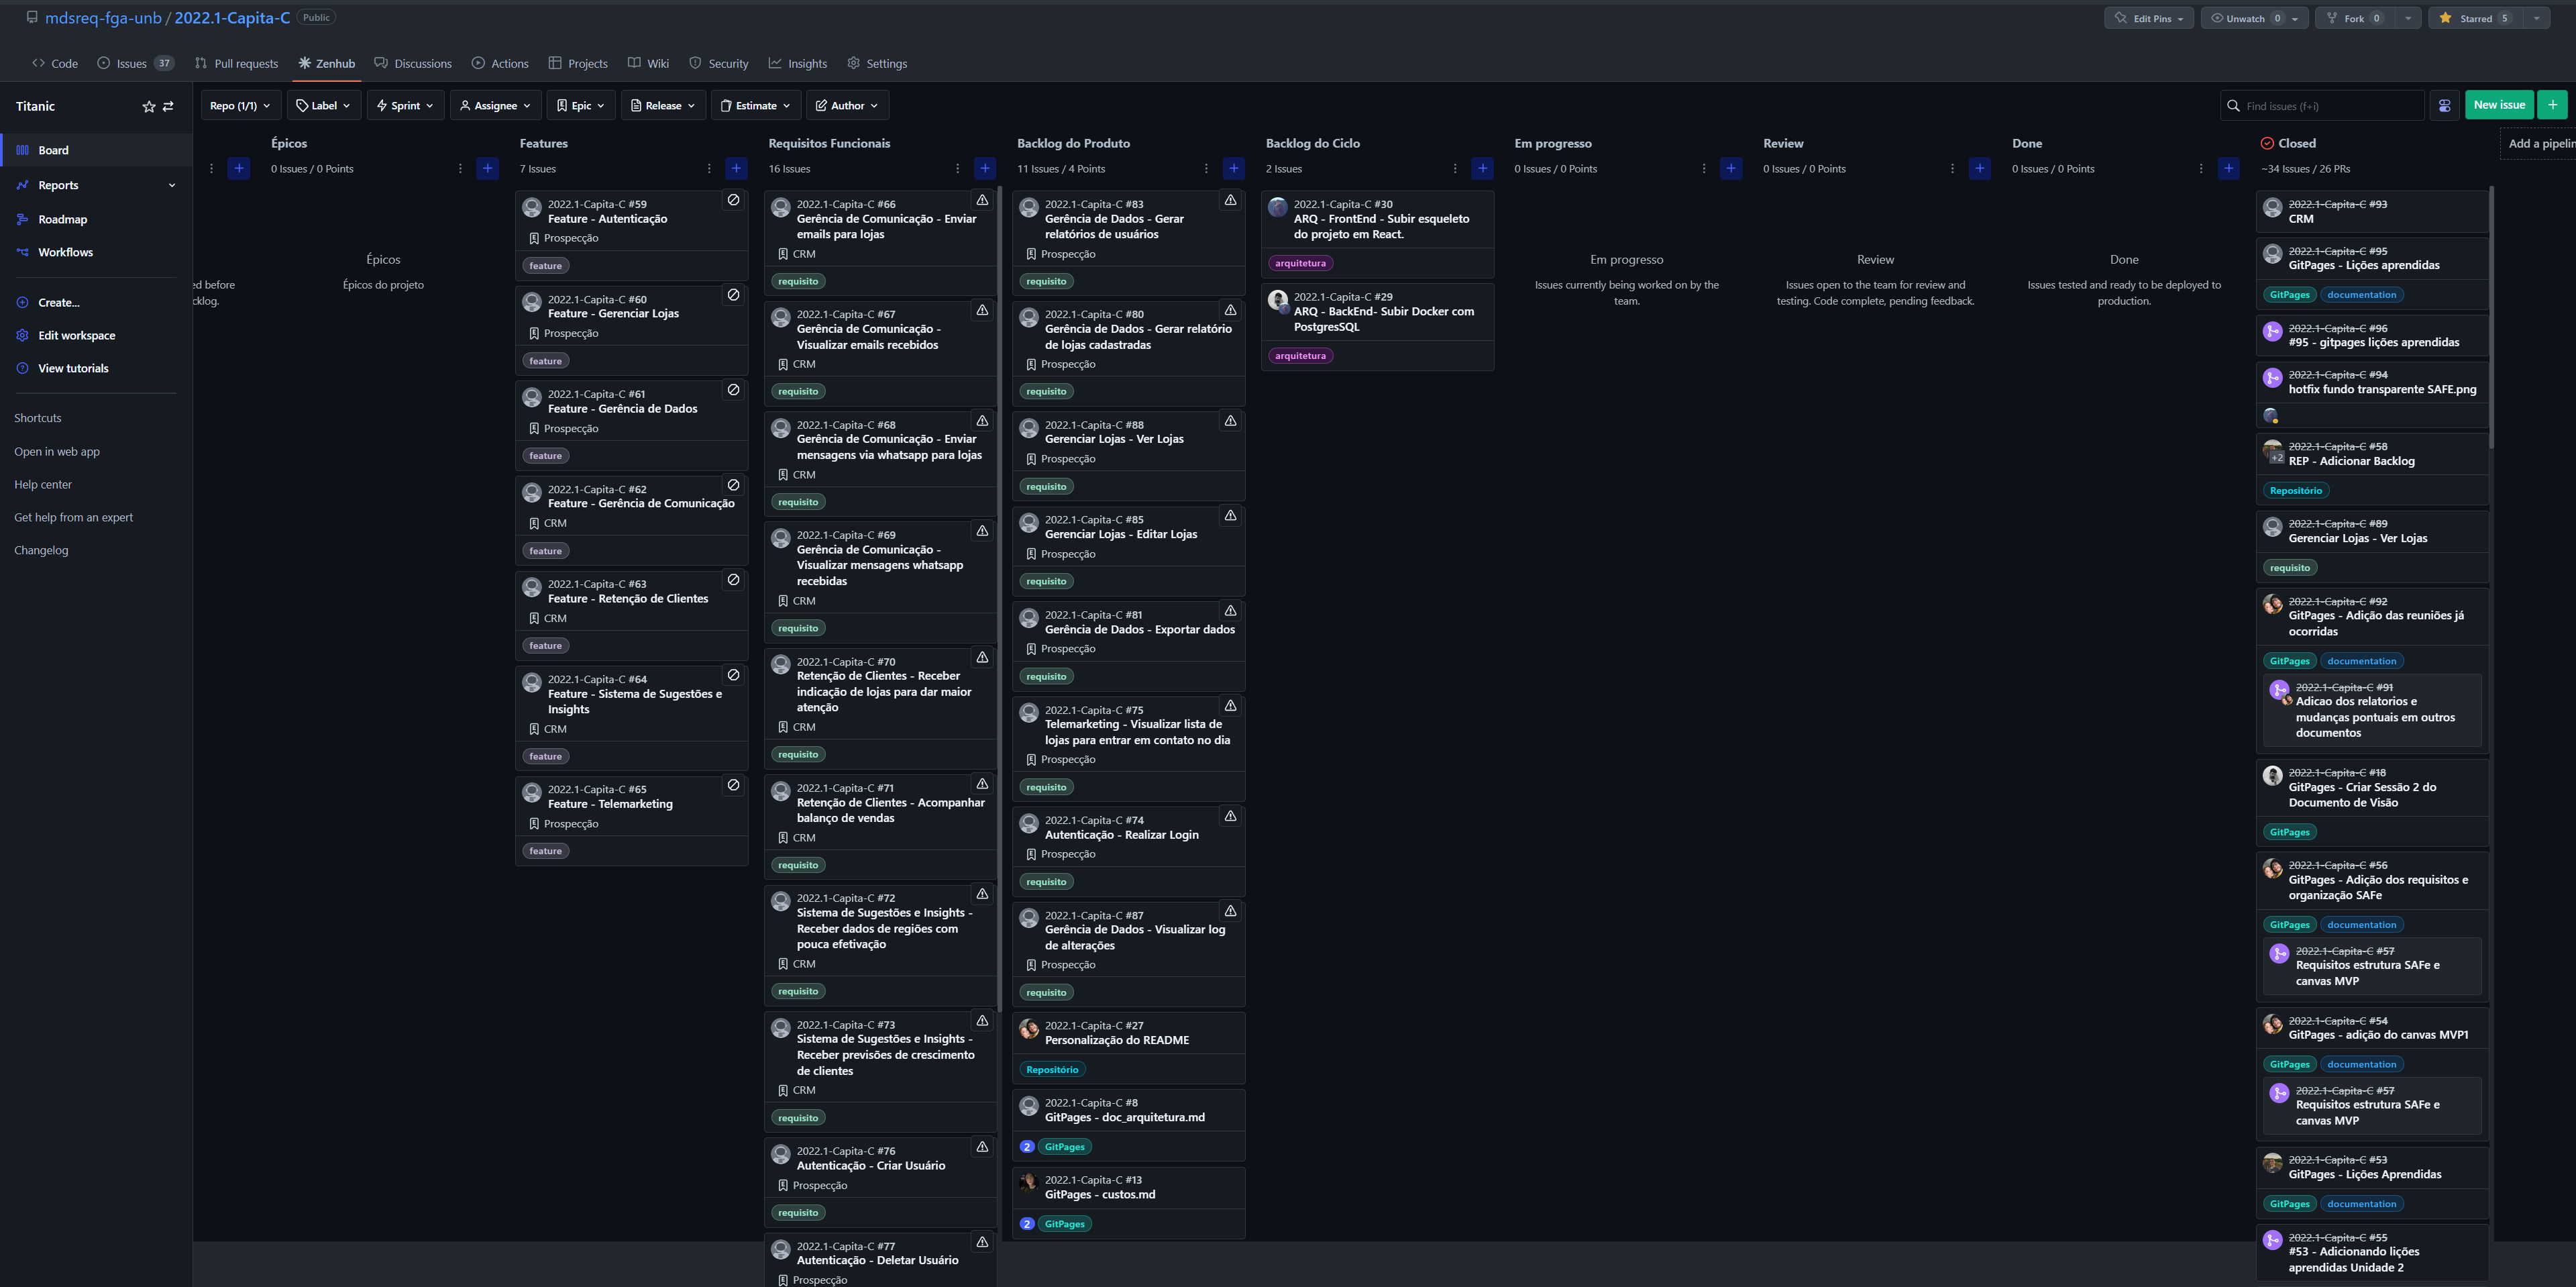 mdsreq-fga-unb / 2022.1-Capita-C Public
Edit Pins
Unwatch 0
Fork 0
Starred 5
Code
Issues 37
Pull requests
Zenhub
Discussions
Actions
Projects
Wiki
Security
Insights
Settings
Titanic
Board
Reports
Roadmap
Workflows
Create...
Edit workspace
View tutorials
Shortcuts
Open in web app
Help center
Get help from an expert
Changelog
Repo (1/1)
Label
Sprint
Assignee
Epic
Release
Estimate
Author
Find issues (f+i)
New issue
ed before
cklog.
Épicos
0 Issues / 0 Points
Épicos
Épicos do projeto
Features
7 Issues
2022.1-Capita-C #59
Feature - Autenticação
Prospecção
feature
2022.1-Capita-C #60
Feature - Gerenciar Lojas
Prospecção
feature
2022.1-Capita-C #61
Feature - Gerência de Dados
Prospecção
feature
2022.1-Capita-C #62
Feature - Gerência de Comunicação
CRM
feature
2022.1-Capita-C #63
Feature - Retenção de Clientes
CRM
feature
2022.1-Capita-C #64
Feature - Sistema de Sugestões e
Insights
CRM
feature
2022.1-Capita-C #65
Feature - Telemarketing
Prospecção
feature
Requisitos Funcionais
16 Issues
2022.1-Capita-C #66
Gerência de Comunicação - Enviar
emails para lojas
CRM
requisito
2022.1-Capita-C #67
Gerência de Comunicação -
Visualizar emails recebidos
CRM
requisito
2022.1-Capita-C #68
Gerência de Comunicação - Enviar
mensagens via whatsapp para lojas
CRM
requisito
2022.1-Capita-C #69
Gerência de Comunicação -
Visualizar mensagens whatsapp
recebidas
CRM
requisito
2022.1-Capita-C #70
Retenção de Clientes - Receber
indicação de lojas para dar maior
atenção
CRM
requisito
2022.1-Capita-C #71
Retenção de Clientes - Acompanhar
balanço de vendas
CRM
requisito
2022.1-Capita-C #72
Sistema de Sugestões e Insights -
Receber dados de regiões com
pouca efetivação
CRM
requisito
2022.1-Capita-C #73
Sistema de Sugestões e Insights -
Receber previsões de crescimento
de clientes
CRM
requisito
2022.1-Capita-C #76
Autenticação - Criar Usuário
Prospecção
requisito
2022.1-Capita-C #77
Autenticação - Deletar Usuário
Prospecção
Backlog do Produto
11 Issues / 4 Points
2022.1-Capita-C #83
Gerência de Dados - Gerar
relatórios de usuários
Prospecção
requisito
2022.1-Capita-C #80
Gerência de Dados - Gerar relatório
de lojas cadastradas
Prospecção
requisito
2022.1-Capita-C #88
Gerenciar Lojas - Ver Lojas
Prospecção
requisito
2022.1-Capita-C #85
Gerenciar Lojas - Editar Lojas
Prospecção
requisito
2022.1-Capita-C #81
Gerência de Dados - Exportar dados
Prospecção
requisito
2022.1-Capita-C #75
Telemarketing - Visualizar lista de
lojas para entrar em contato no dia
Prospecção
requisito
2022.1-Capita-C #74
Autenticação - Realizar Login
Prospecção
requisito
2022.1-Capita-C #87
Gerência de Dados - Visualizar log
de alterações
Prospecção
requisito
2022.1-Capita-C #27
Personalização do README
Repositório
2022.1-Capita-C #8
GitPages - doc_arquitetura.md
2 GitPages
2022.1-Capita-C #13
GitPages - custos.md
2 GitPages
Backlog do Ciclo
2 Issues
2022.1-Capita-C #30
ARQ - FrontEnd - Subir esqueleto
do projeto em React.
arquitetura
2022.1-Capita-C #29
ARQ - BackEnd- Subir Docker com
PostgresSQL
arquitetura
Em progresso
0 Issues / 0 Points
Em progresso
Issues currently being worked on by the
team.
Review
0 Issues / 0 Points
Review
Issues open to the team for review and
testing. Code complete, pending feedback.
Done
0 Issues / 0 Points
Done
Issues tested and ready to be deployed to
production.
Closed
~34 Issues / 26 PRs
2022.1-Capita-C #93
CRM
2022.1-Capita-C #95
GitPages - Lições aprendidas
GitPages documentation
2022.1-Capita-C #96
#95 - gitpages lições aprendidas
2022.1-Capita-C #94
hotfix fundo transparente SAFE.png
2022.1-Capita-C #58
+2
REP - Adicionar Backlog
Repositório
2022.1-Capita-C #89
Gerenciar Lojas - Ver Lojas
requisito
2022.1-Capita-C #92
GitPages - Adição das reuniões já
ocorridas
GitPages documentation
2022.1-Capita-C #91
Adicao dos relatorios e
mudanças pontuais em outros
documentos
2022.1-Capita-C #18
GitPages - Criar Sessão 2 do
Documento de Visão
GitPages
2022.1-Capita-C #56
GitPages - Adição dos requisitos e
organização SAFe
GitPages documentation
2022.1-Capita-C #57
Requisitos estrutura SAFe e
canvas MVP
2022.1-Capita-C #54
GitPages - adição do canvas MVP1
GitPages documentation
2022.1-Capita-C #57
Requisitos estrutura SAFe e
canvas MVP
2022.1-Capita-C #53
GitPages - Lições Aprendidas
GitPages documentation
2022.1-Capita-C #55
#53 - Adicionando lições
aprendidas Unidade 2
Add a pipelin